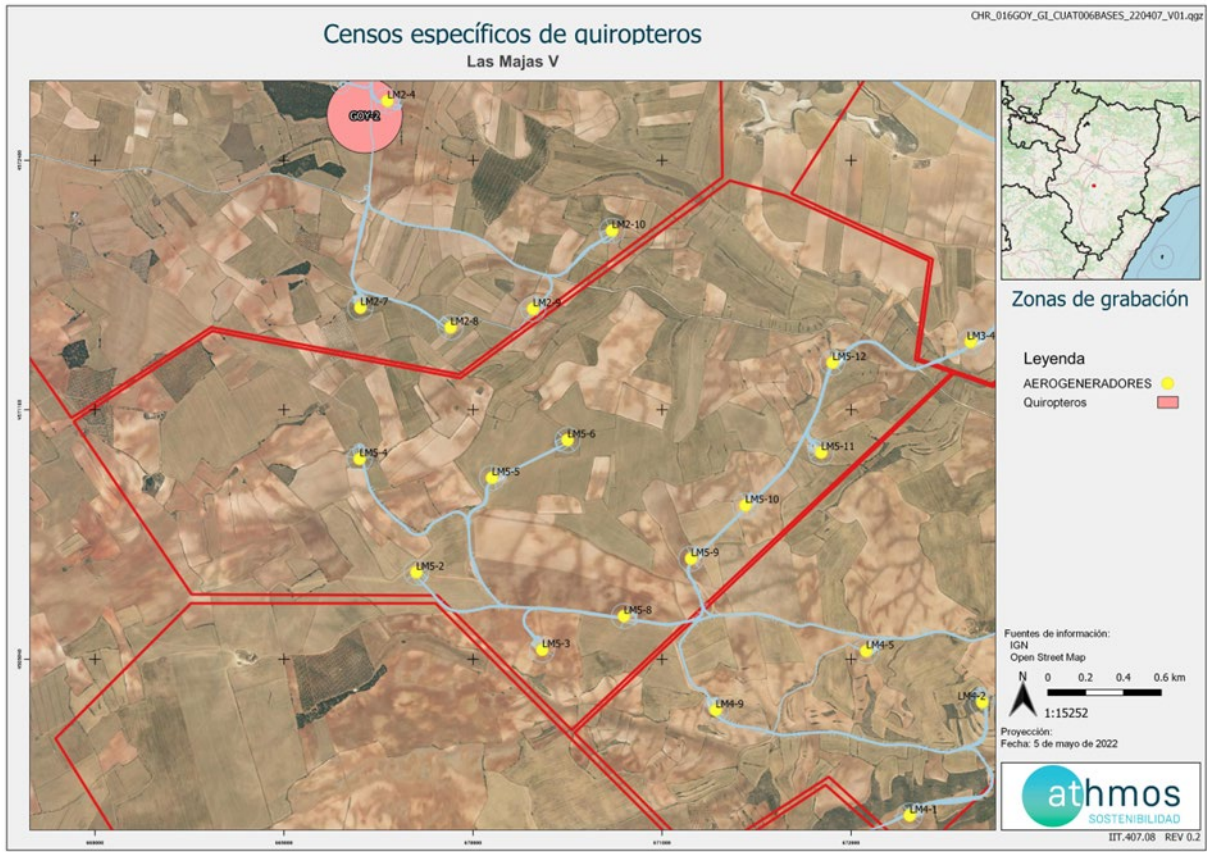 CHR_016GOY_GI_CUAT006BASES_220407_V01.qgz
Censos específicos de quiropteros
Las Majas V
LM2-4
GOY-2
LM2-10
LM2-7
LM2-9
LM2-8
LM3-4
LM5-12
LM5-6
LM5-4
LM5-11
LM5-5
LM5-10
LM5-9
LM5-2
LM5-8
LM5-3
LM4-5
LM4-2
LM4-9
LM4-1
671000
672000
Zonas de grabación
Leyenda
AEROGENERADORES
Quiropteros
Fuentes de información:
IGN
Open Street Map
N
0 0.2 0.4 0.6 km
1:15252
Proyección:
Fecha: 5 de mayo de 2022
athmos
SOSTENIBILIDAD
IIT.407.08 REV 0.2